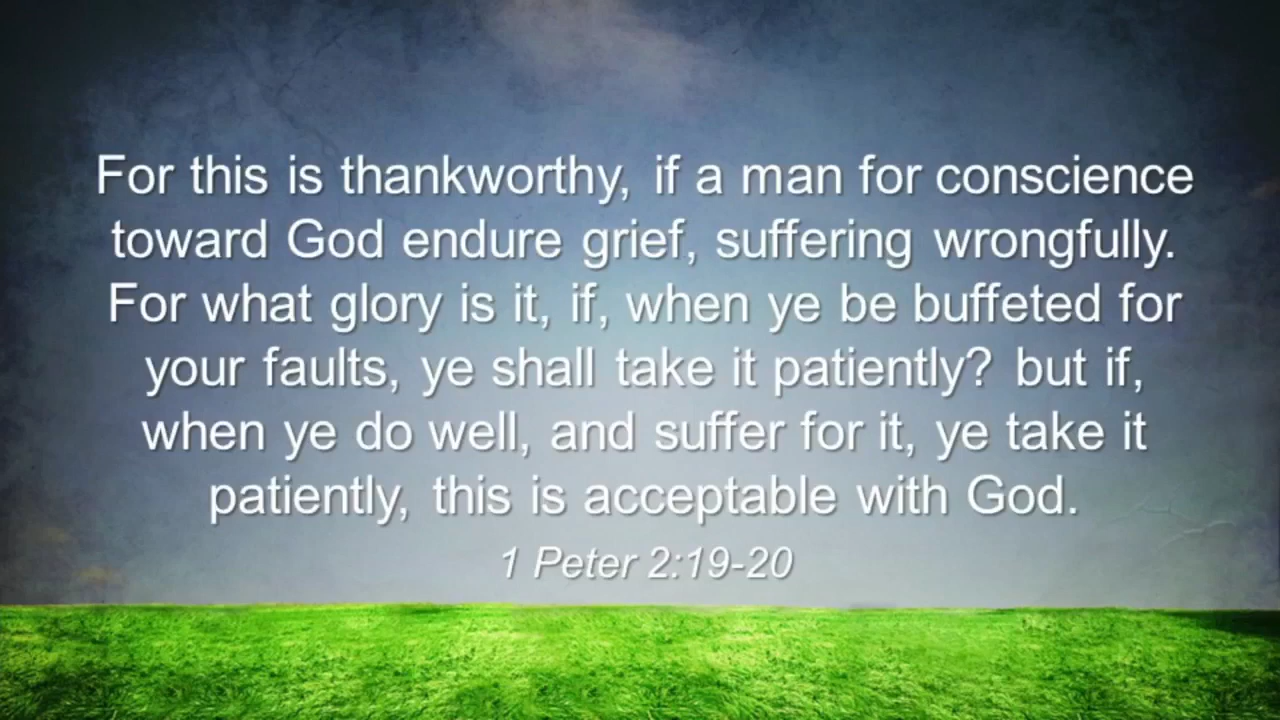 For this is thankworthy, if a man for conscience
toward God endure grief, suffering wrongfully.
For what glory is it, if, when ye be buffeted for
your faults, ye shall take it patiently? but if,
when ye do well, and suffer for it, ye take it
patiently, this is acceptable with God.
1 Peter 2:19-20